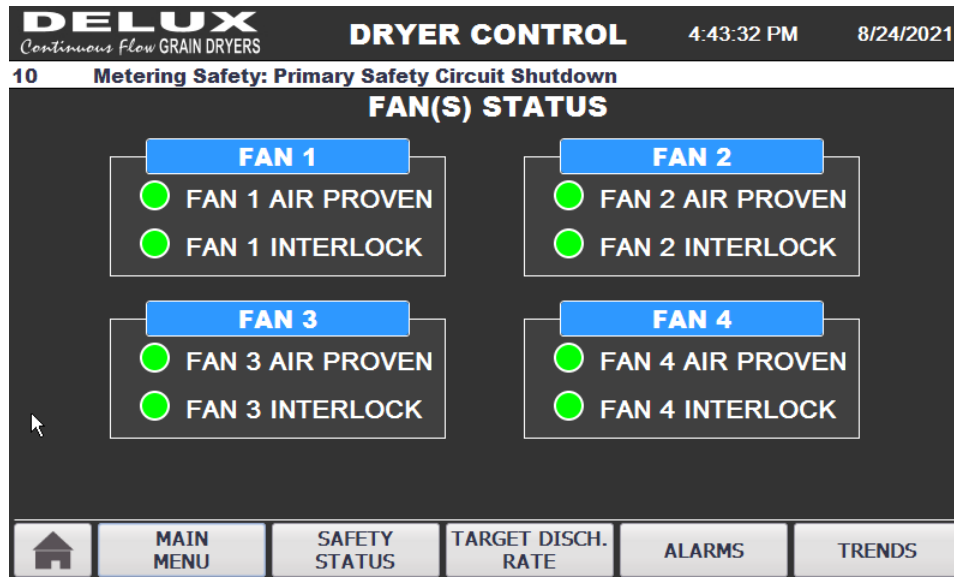 DELUX
Continuous Flow GRAIN DRYERS
DRYER CONTROL
4:43:32 PM
8/24/2021
10 Metering Safety: Primary Safety Circuit Shutdown
FAN(S) STATUS
FAN 1
FAN 1 AIR PROVEN
FAN 1 INTERLOCK
FAN 2
FAN 2 AIR PROVEN
FAN 2 INTERLOCK
FAN 3
FAN 3 AIR PROVEN
FAN 3 INTERLOCK
FAN 4
FAN 4 AIR PROVEN
FAN 4 INTERLOCK
MAIN
MENU
SAFETY
STATUS
TARGET DISCH.
RATE
ALARMS
TRENDS